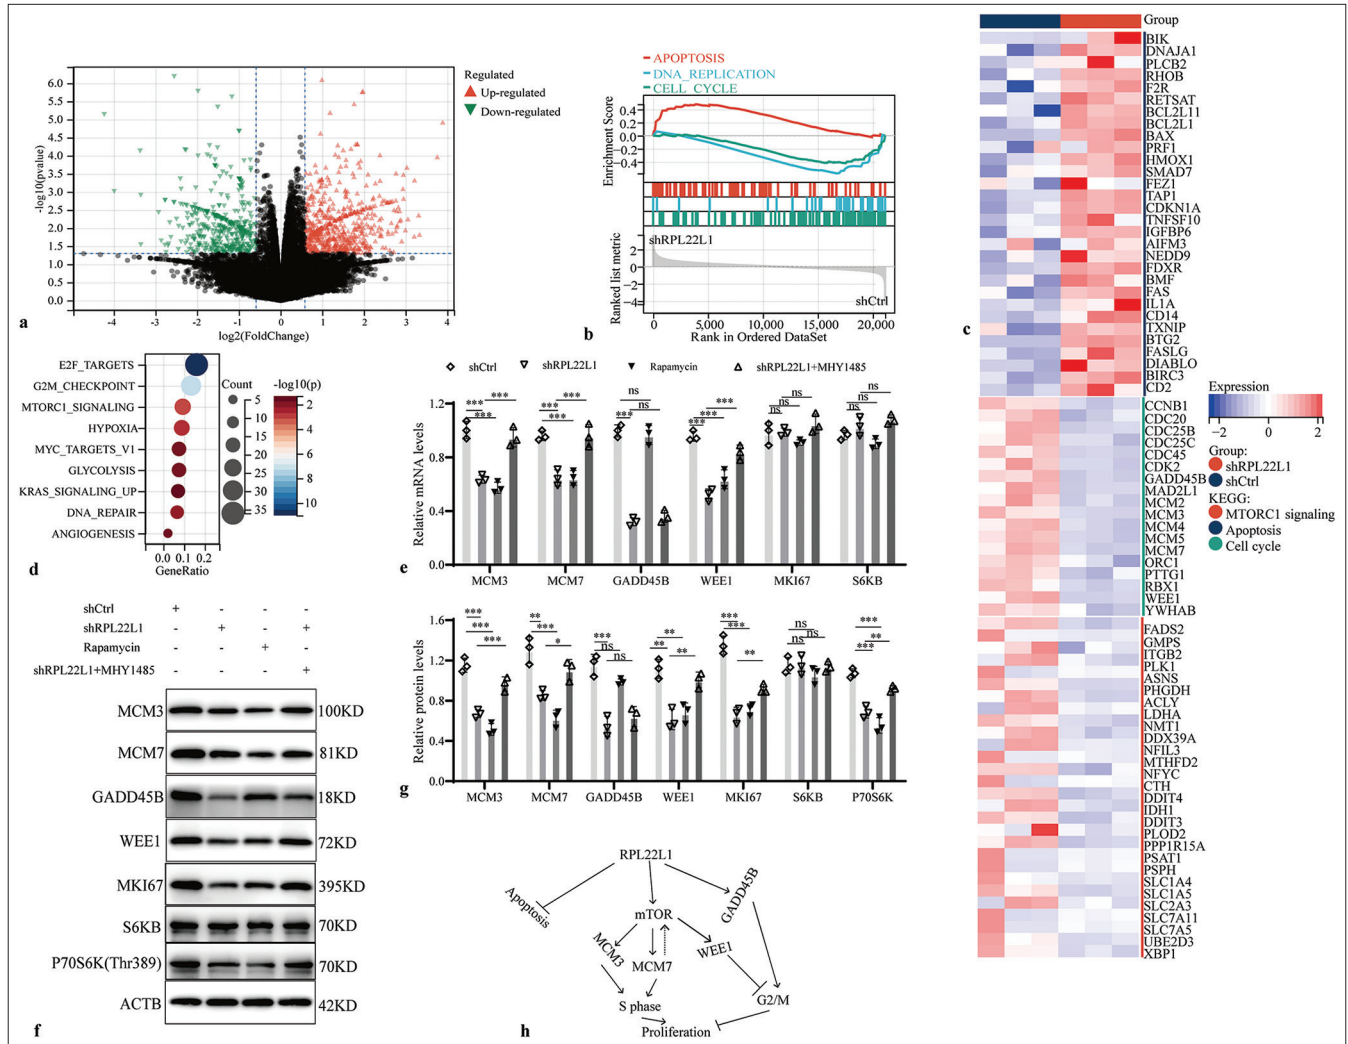 Regulated
Up-regulated
Down-regulated
-log10(pvalue)
6.0
5.5
5.0
4.5
4.0
3.5
3.0
2.5
2.0
1.5
1.0
0.5
0.0
-4
-3
-2
-1
0
1
2
3
4
log2(FoldChange)
a
APOPTOSIS
DNA_REPLICATION
CELL_CYCLE
Enrichment Score
0.4
0.2
0.0
−0.2
−0.4
shRPL22L1
Ranked list metric
2
0
−2
−4
shCtrl
0
5,000
10,000
15,000
20,000
Rank in Ordered DataSet
b
Group
BIK
DNAJA1
PLCB2
RHOB
F2R
RETSAT
BCL2L11
BCL2L1
BAX
PRF1
HMOX1
SMAD7
FEZ1
TAP1
CDKN1A
TNFSF10
IGFBP6
AIFM3
NEDD9
FDXR
BMF
FAS
IL1A
CD14
TXNIP
BTG2
FASLG
DIABLO
BIRC3
CD2
CCNB1
CDC20
CDC25B
CDC25C
CDC45
CDK2
GADD45B
MAD2L1
MCM2
MCM3
MCM4
MCM5
MCM7
ORC1
PTTG1
RBX1
WEE1
YWHAB
FADS2
GMPS
ITGB2
PLK1
ASNS
PHGDH
ACLY
LDHA
NMT1
DDX39A
NFIL3
MTHFD2
NFYC
CTH
DDIT4
IDH1
DDIT3
PLOD2
PPP1R15A
PSAT1
PSPH
SLC1A4
SLC1A5
SLC2A3
SLC7A11
SLC7A5
UBE2D3
XBP1
c
Expression
−2 0 2
Group:
shRPL22L1
shCtrl
KEGG:
MTORC1 signaling
Apoptosis
Cell cycle
E2F_TARGETS
G2M_CHECKPOINT
MTORC1_SIGNALING
HYPOXIA
MYC_TARGETS_V1
GLYCOLYSIS
KRAS_SIGNALING_UP
DNA_REPAIR
ANGIOGENESIS
0.0 0.1 0.2
GeneRatio
Count
5
10
15
20
25
30
35
-log10(p)
2
4
6
8
10
d
shCtrl
shRPL22L1
Rapamycin
shRPL22L1+MHY1485
Relative mRNA levels
1.2
0.8
0.4
0.0
*** *** ***
*** *** ***
*** ns ns
*** *** ***
ns ns ns
ns ns ns
MCM3 MCM7 GADD45B WEE1 MKI67 S6KB
e
shCtrl + - - -
shRPL22L1 - + - +
Rapamycin - - + -
shRPL22L1+MHY1485 - - - +
MCM3 100KD
MCM7 81KD
GADD45B 18KD
WEE1 72KD
MKI67 395KD
S6KB 70KD
P70S6K(Thr389) 70KD
ACTB 42KD
f
Relative protein levels
1.6
1.2
0.8
0.4
0.0
*** *** ***
** *** *
*** ns ns
** ** **
*** *** **
ns ns ns
*** *** **
MCM3 MCM7 GADD45B WEE1 MKI67 S6KB P70S6K
g
RPL22L1
Apoptosis
mTOR
GADD45B
MCM3
MCM7
WEE1
S phase
G2/M
Proliferation
h